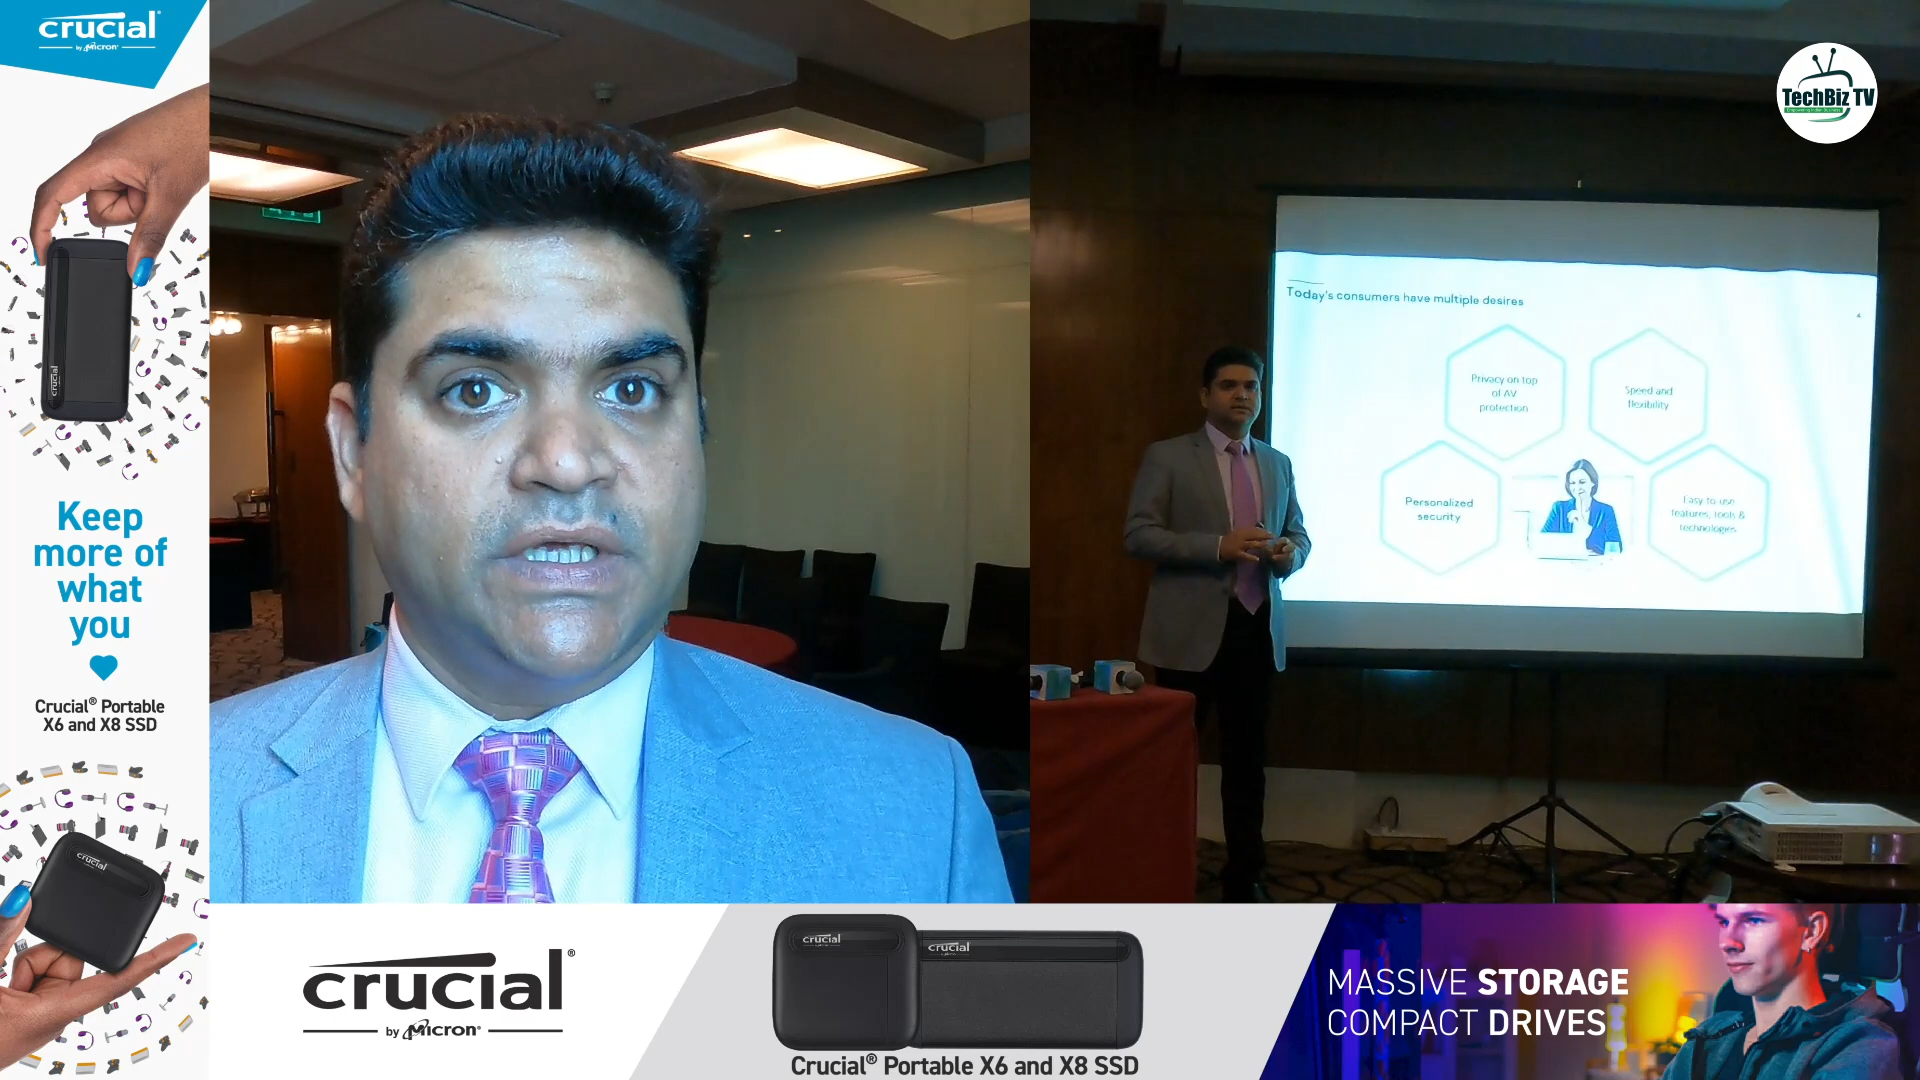 crucial
by Micron®
crucial
Keep
more of
what
you
Crucial® Portable
X6 and X8 SSD
crucial
TechBiz TV
Today's consumers have multiple desires
Privacy on top
of AV
protection
Speed and
flexibility
Personalized
security
Easy to use
features, tools &
technologies
crucial®
by Micron®
crucial
crucial
Crucial® Portable X6 and X8 SSD
MASSIVE STORAGE
COMPACT DRIVES